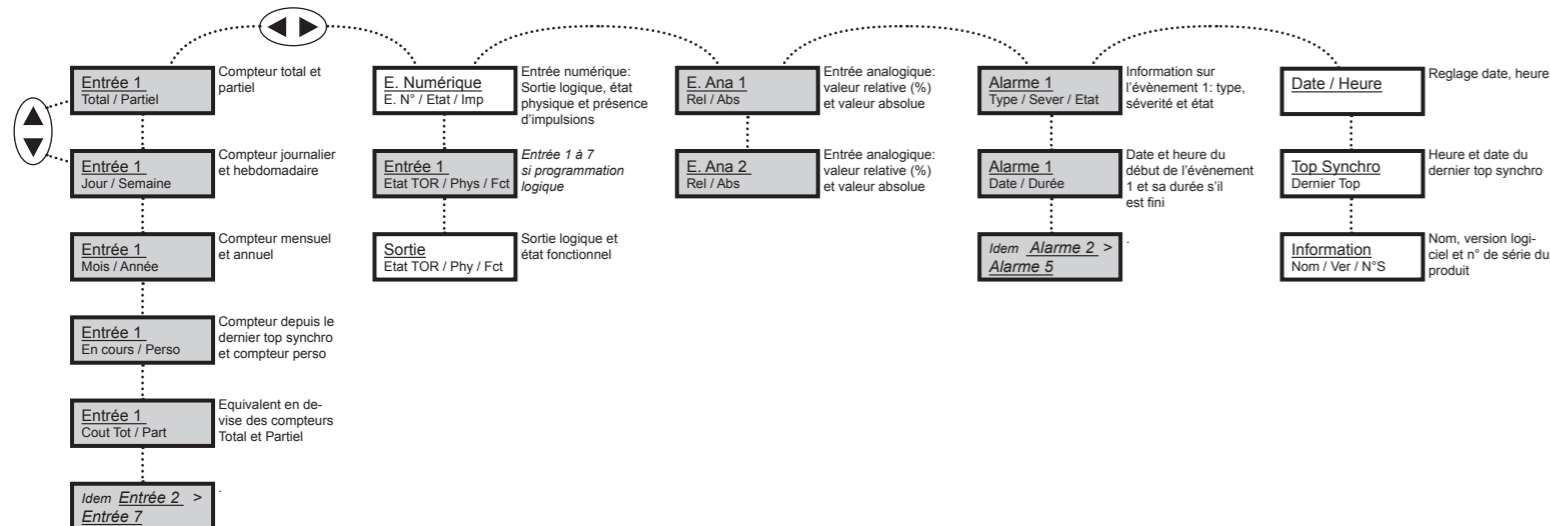 Entrée 1
Total / Partiel
Compteur total et
partiel
Entrée 1
Jour / Semaine
Compteur journalier
et hebdomadaire
Entrée 1
Mois / Année
Compteur mensuel
et annuel
Entrée 1
En cours / Perso
Compteur depuis le
dernier top synchro
et compteur perso
Entrée 1
Cout Tot / Part
Equivalent en de-
vise des compteurs
Total et Partiel
Idem Entrée 2 >
Entrée 7
.
E. Numérique
E. N° / Etat / Imp
Entrée numérique:
Sortie logique, état
physique et présence
d’impulsions
Entrée 1
Etat TOR / Phys / Fct
Entrée 1 à 7
si programmation
logique
Sortie
Etat TOR / Phy / Fct
Sortie logique et
état fonctionnel
E. Ana 1
Rel / Abs
Entrée analogique:
valeur relative (%)
et valeur absolue
E. Ana 2
Rel / Abs
Entrée analogique:
valeur relative (%)
et valeur absolue
Alarme 1
Type / Sever / Etat
Information sur
l’évènement 1: type,
séverité et état
Alarme 1
Date / Durée
Date et heure du
début de l’évènement
1 et sa durée s’il
est fini
Idem Alarme 2 >
Alarme 5
.
Date / Heure
Reglage date, heure
Top Synchro
Dernier Top
Heure et date du
dernier top synchro
Information
Nom / Ver / N°S
Nom, version logi-
ciel et n° de série du
produit